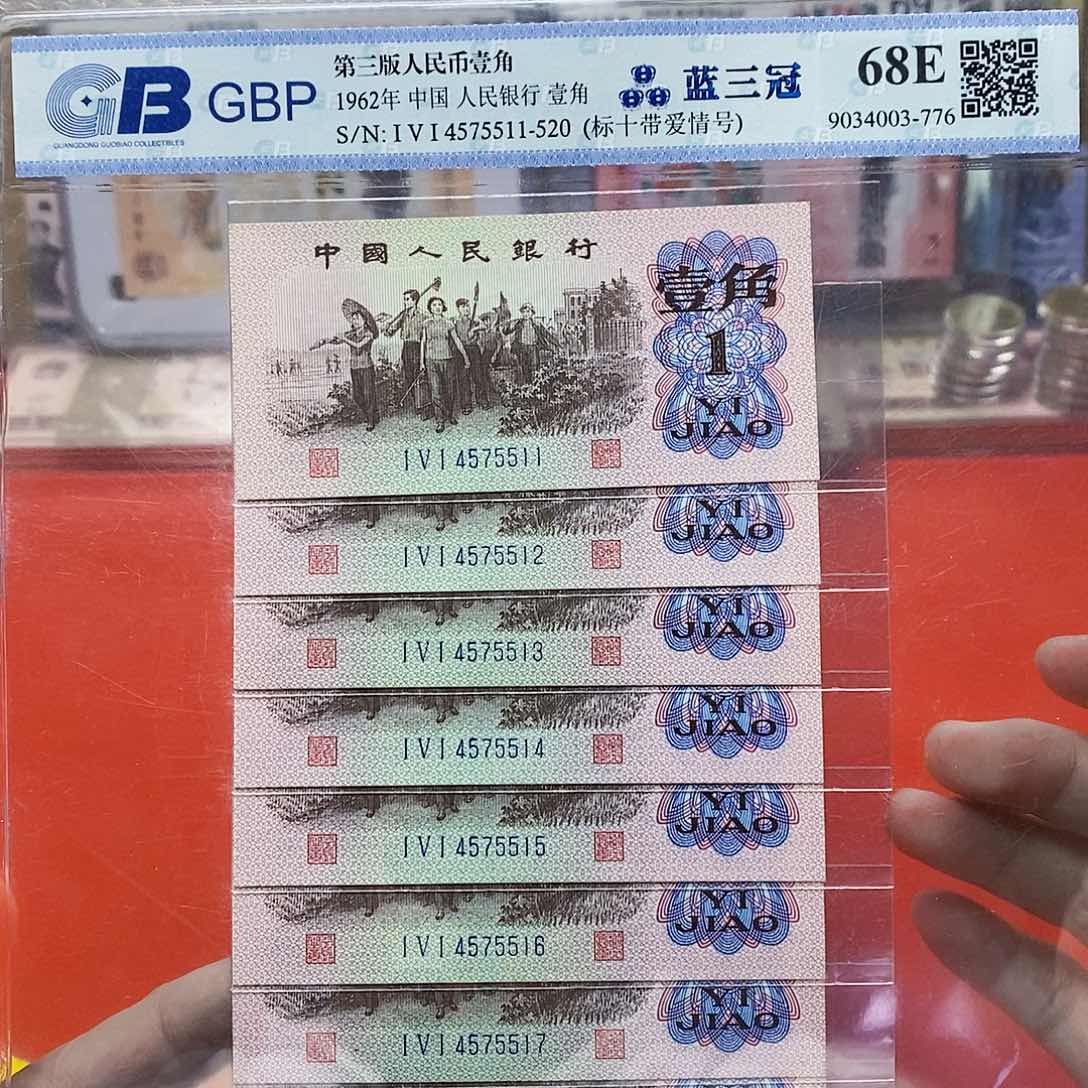 GB GBP
GUANGDONG GUOBIAO COLLECTIBLES
第三版人民币壹角
1962年 中国 人民银行 壹角
S/N: I V I 4575511-520 (标十带爱情号)
蓝三冠
68E
9034003-776
中國人民銀行
壹角
1
YI
JIAO
I V I 4575511
YI
JIAO
I V I 4575512
YI
JIAO
I V I 4575513
YI
JIAO
I V I 4575514
YI
JIAO
I V I 4575515
YI
JIAO
I V I 4575516
YI
JIAO
I V I 4575517